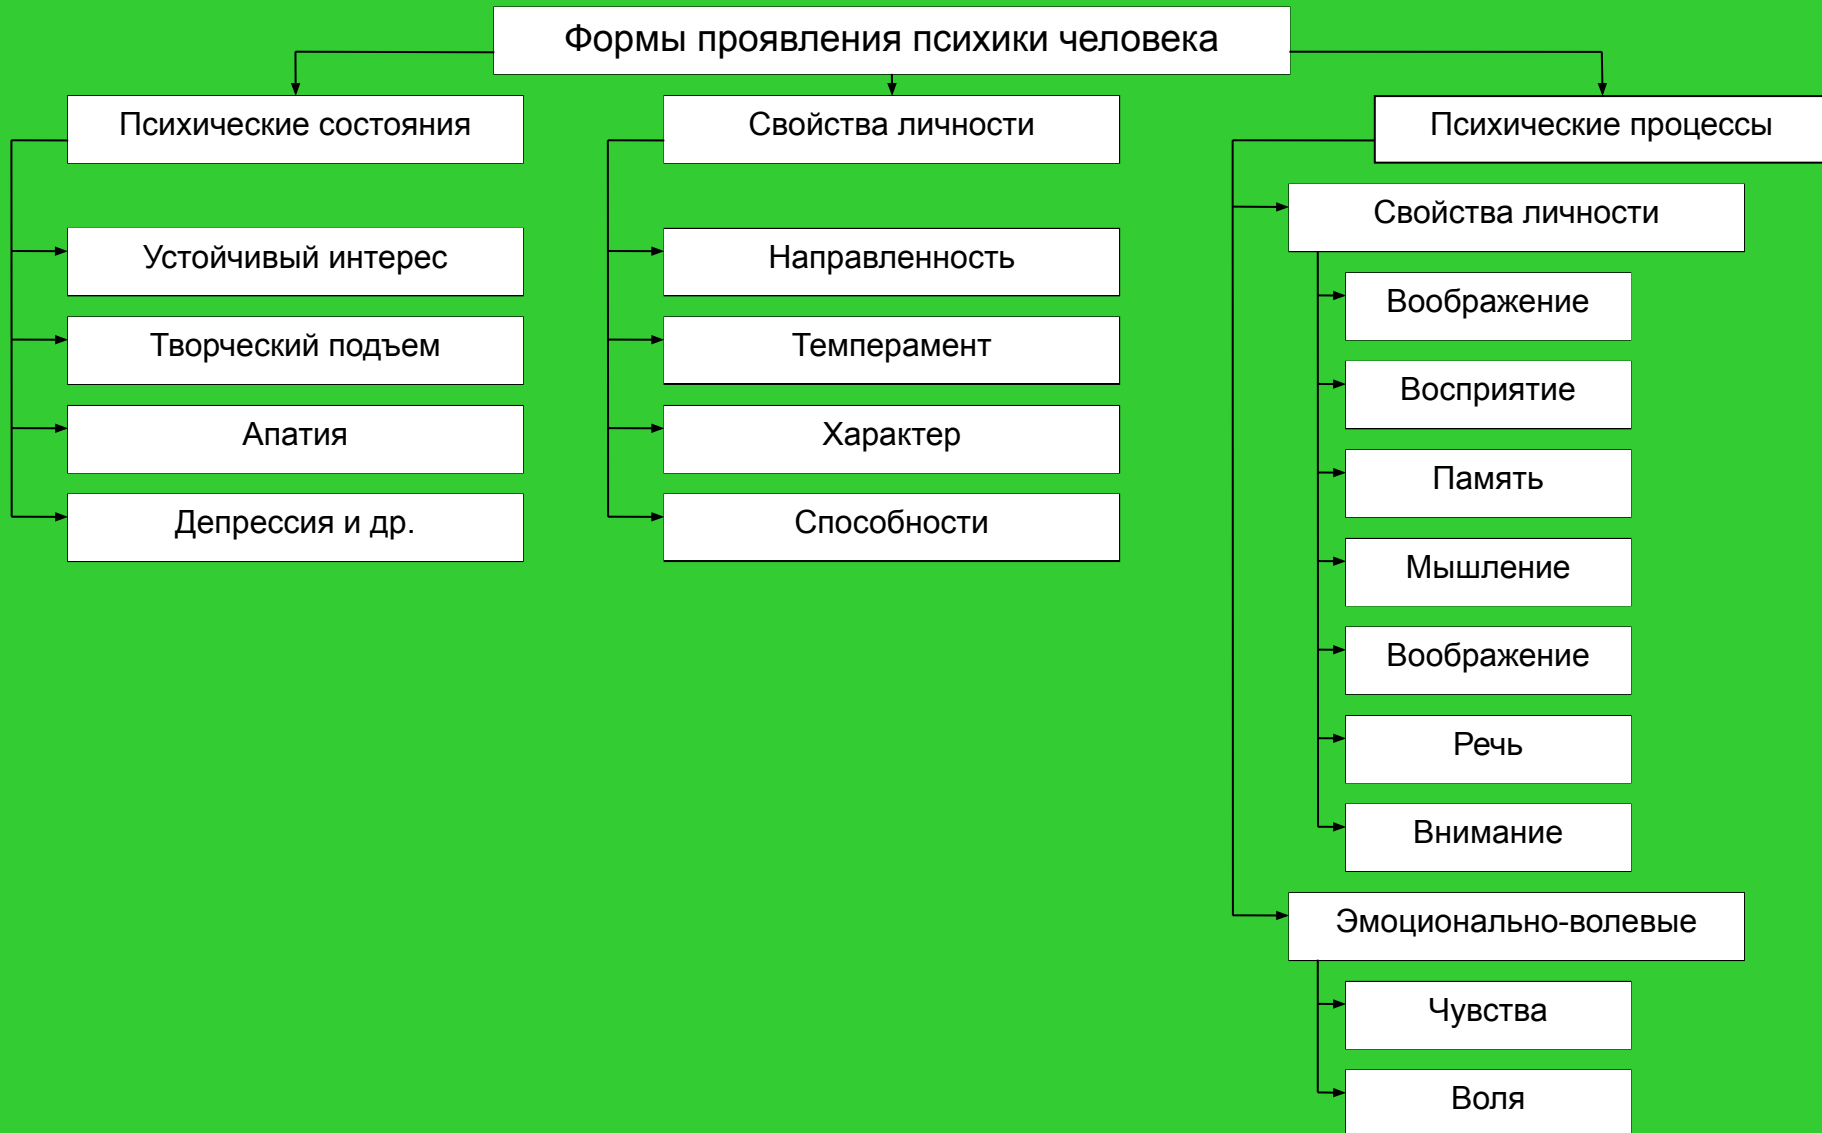 Формы проявления психики человека
Психические состояния
Устойчивый интерес
Творческий подъем
Апатия
Депрессия и др.
Свойства личности
Направленность
Темперамент
Характер
Способности
Психические процессы
Свойства личности
Воображение
Восприятие
Память
Мышление
Воображение
Речь
Внимание
Эмоционально-волевые
Чувства
Воля